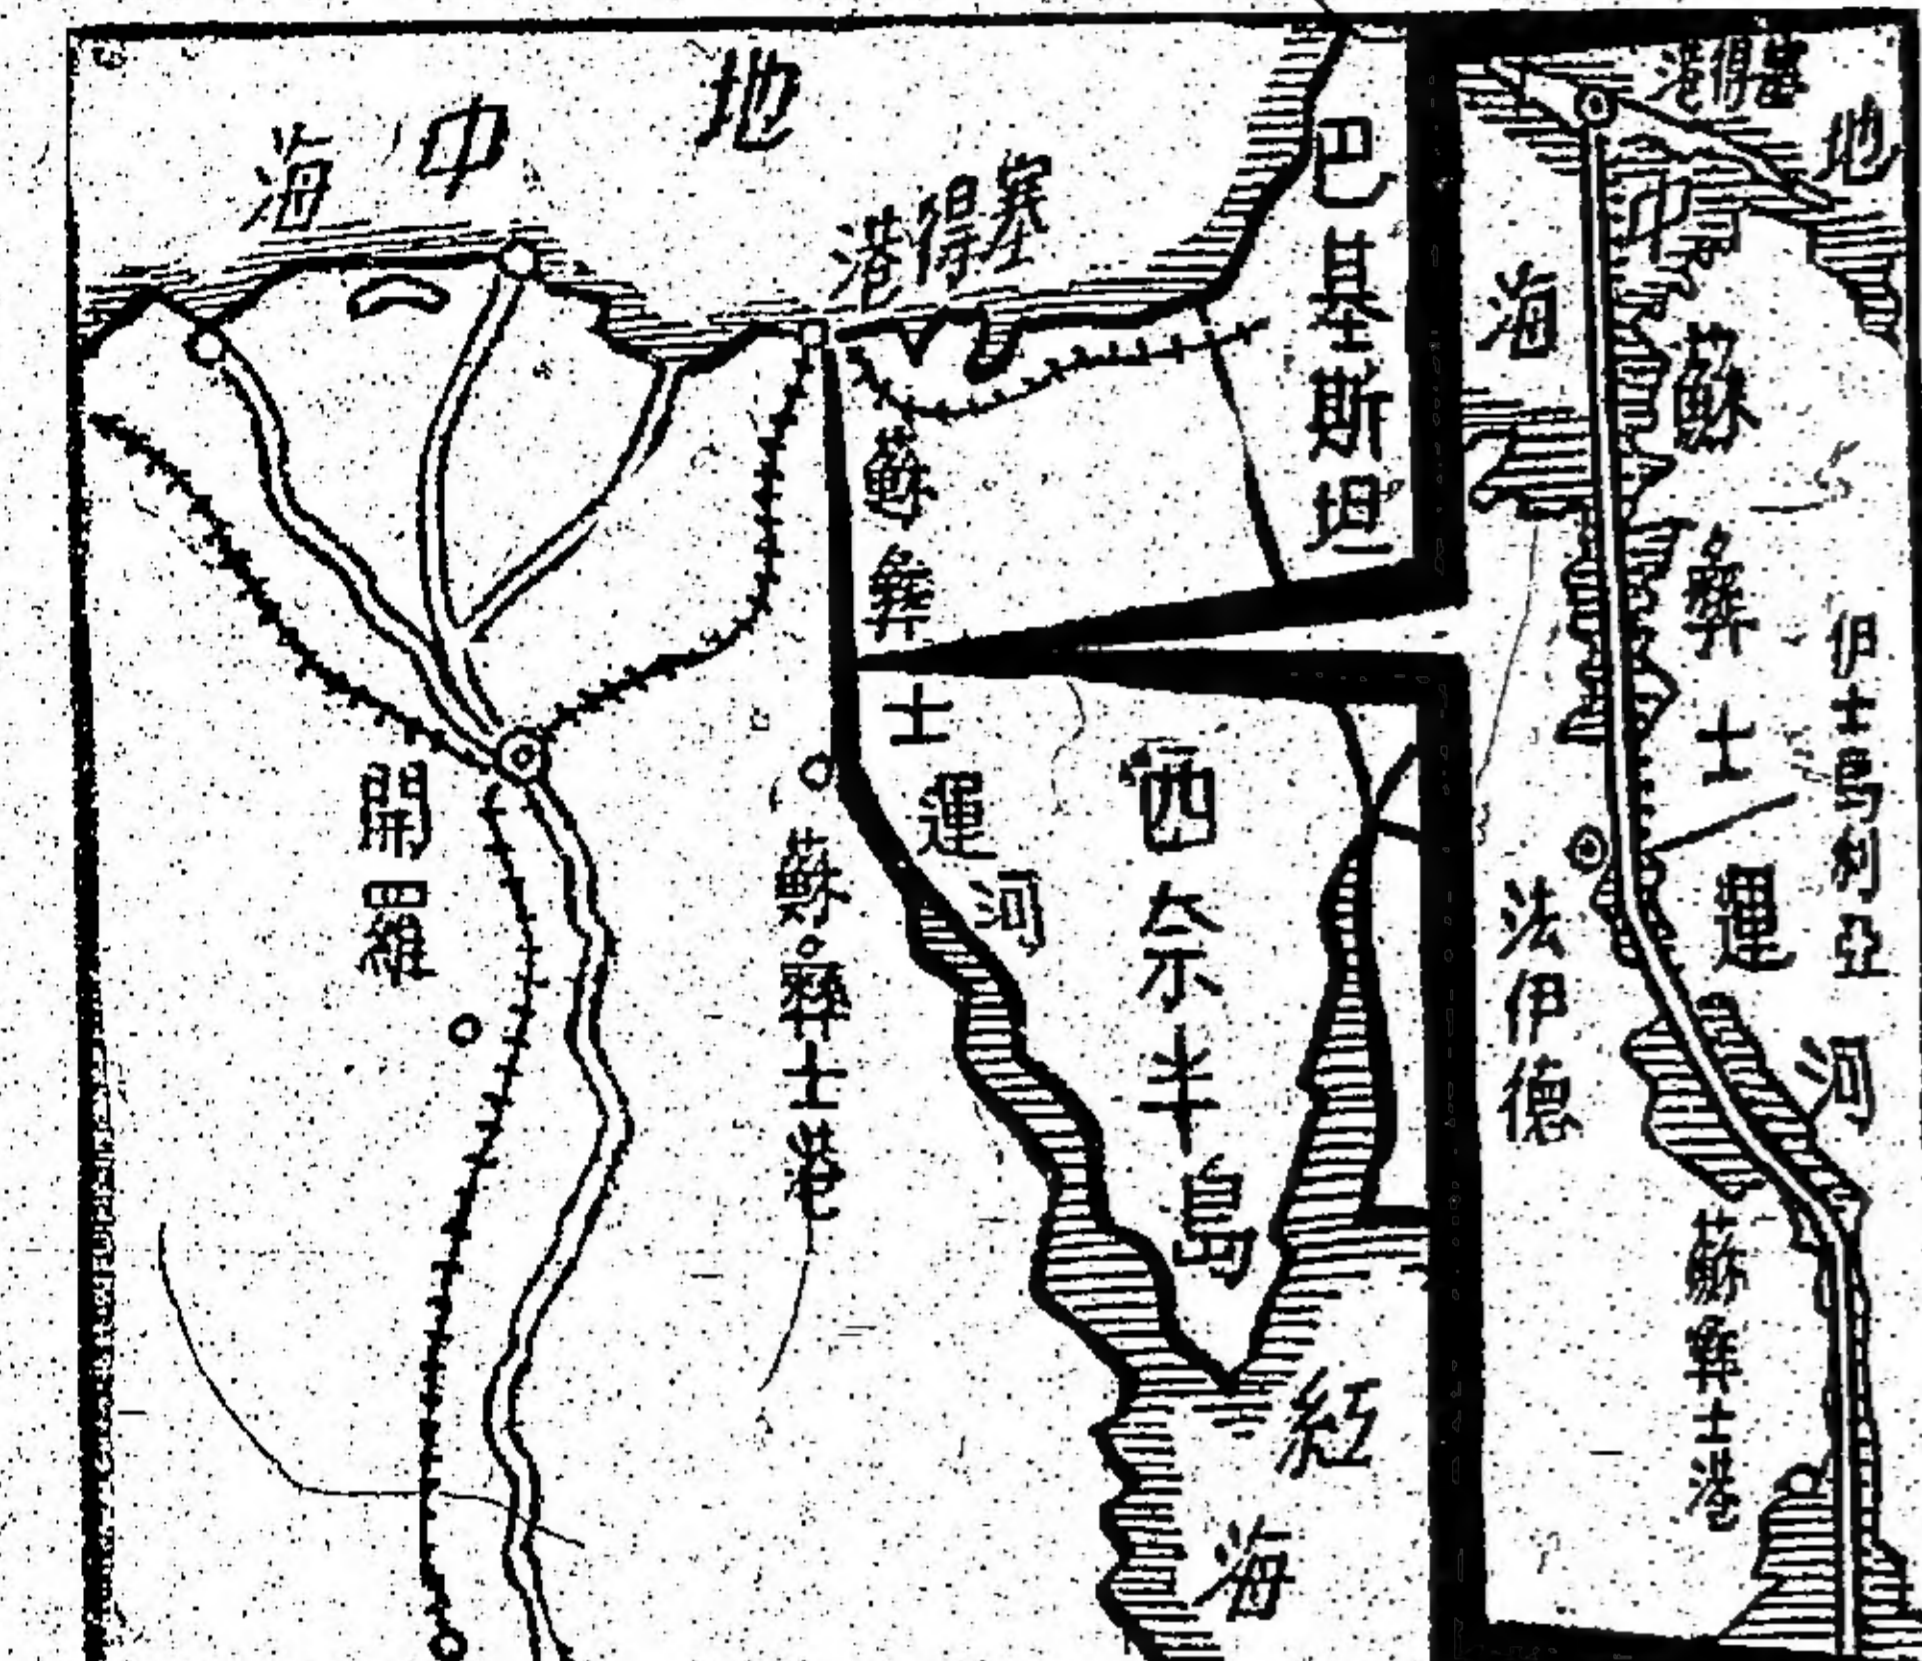 地中海
塞得港
巴基斯坦
蘇彝士運河
開羅
蘇彝士港
西奈半島
紅海
塞得港
地中海
蘇彝士運河
伊士馬利亞
法伊德
蘇彝士港